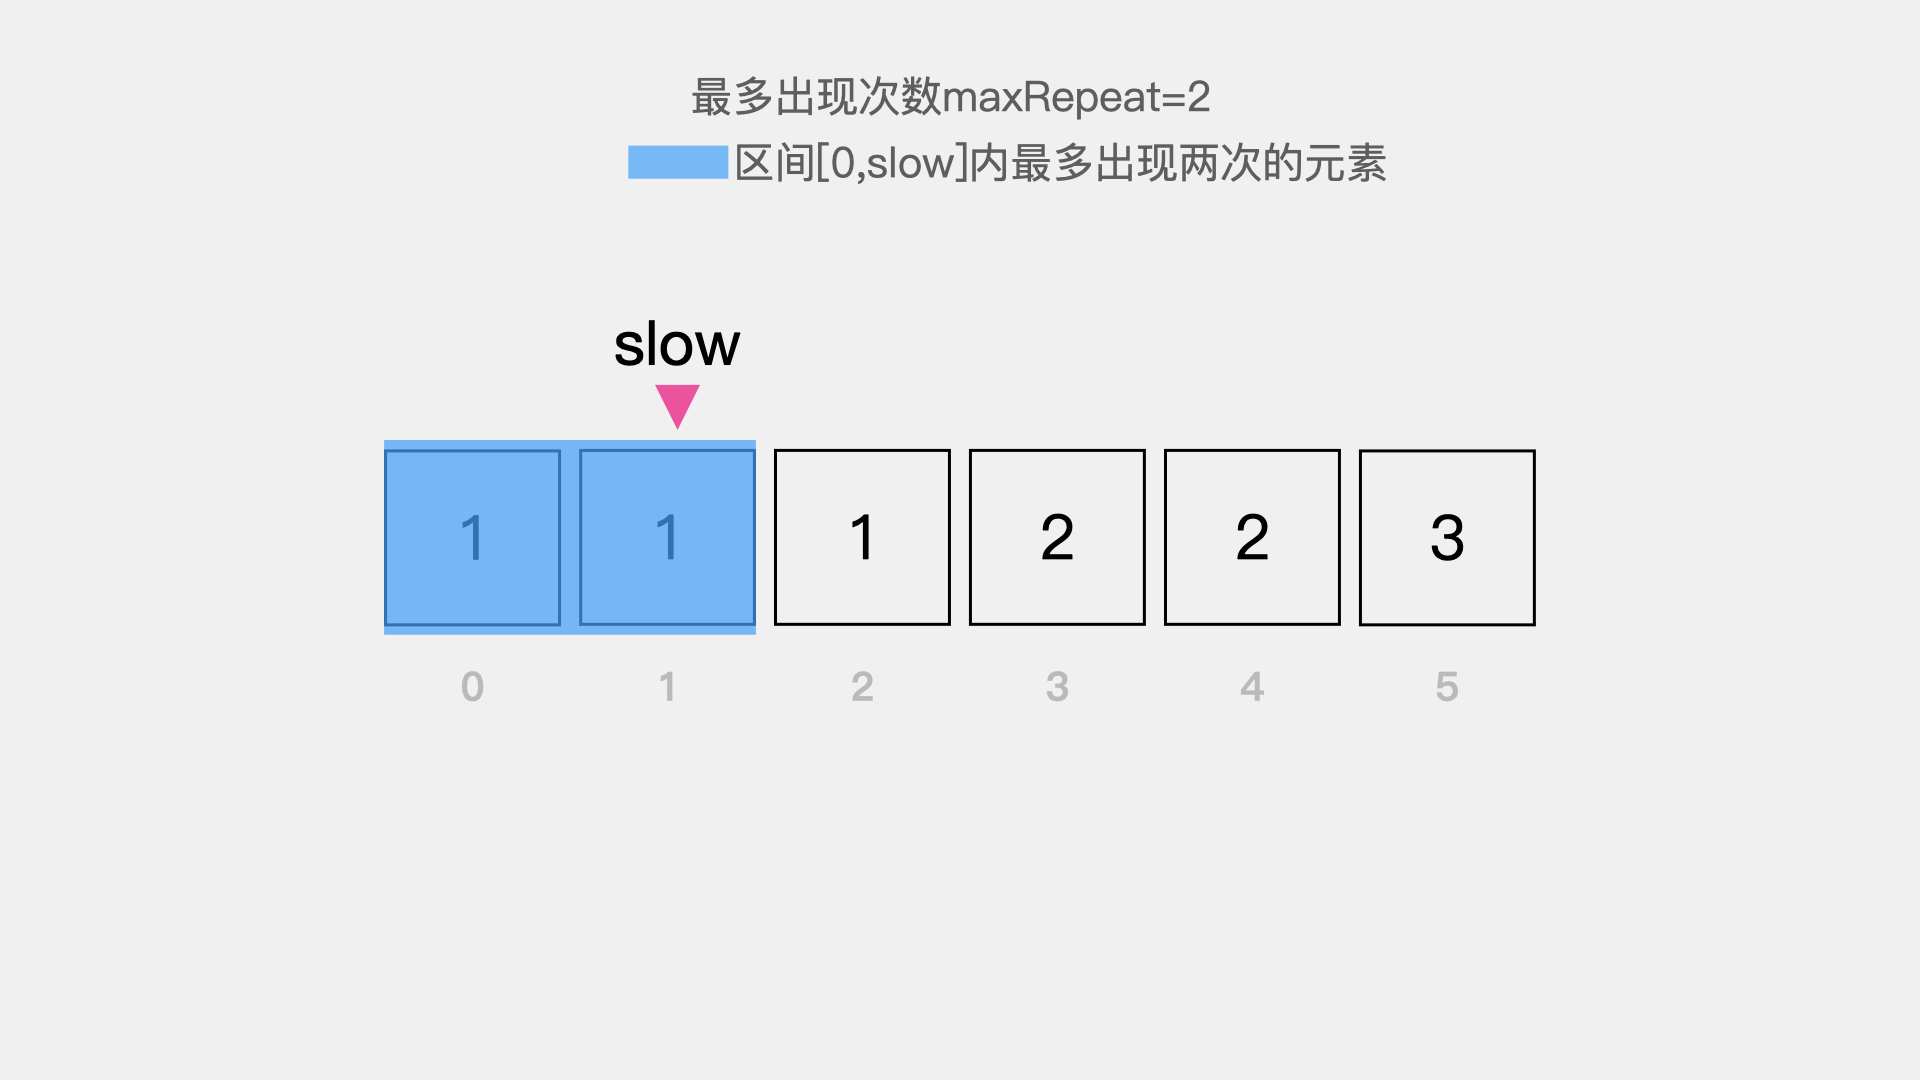 最多出现次数maxRepeat=2
区间[0,slow]内最多出现两次的元素
slow
1 1 1 2 2 3
0 1 2 3 4 5